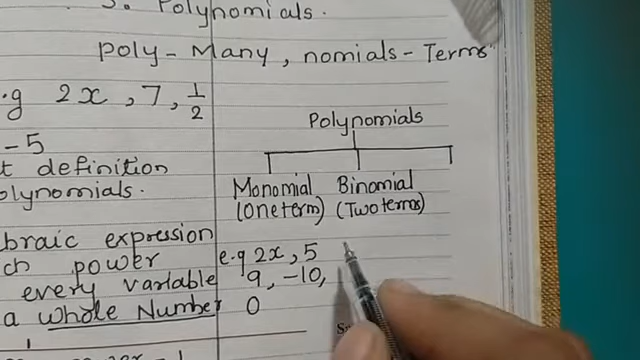 3. Polynomials.
Poly - Many, nomials - Terms
.g 2x, 7, 1/2
-5
t definition
olynomials.
Polynomials
Monomial Binomial
(One term) (Two terms)
braic expression
ch power
every variable
a whole Number
e.g 2x, 5
9, -10,
0